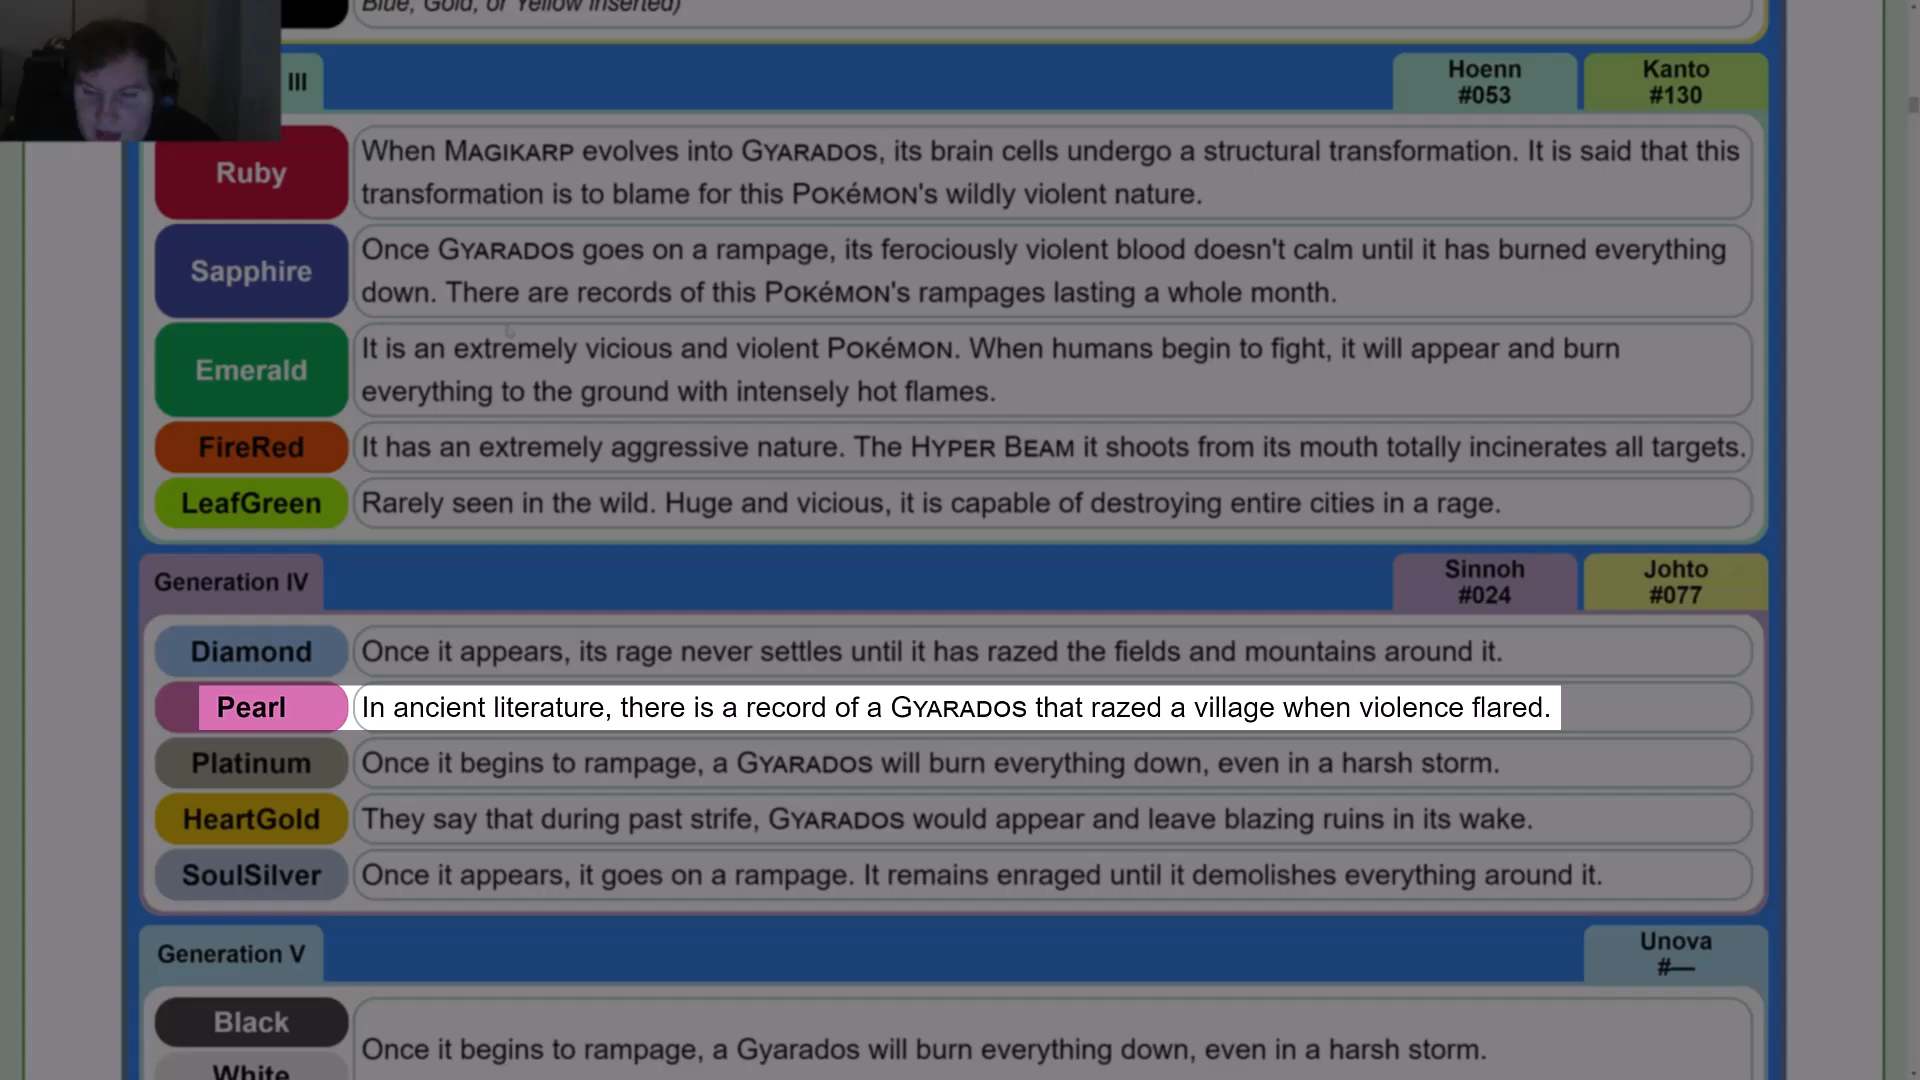 Blue, Gold, or Yellow inserted)
III
Hoenn
#053
Kanto
#130
Ruby
When MAGIKARP evolves into GYARADOS, its brain cells undergo a structural transformation. It is said that this
transformation is to blame for this POKéMON's wildly violent nature.
Sapphire
Once GYARADOS goes on a rampage, its ferociously violent blood doesn't calm until it has burned everything
down. There are records of this POKéMON's rampages lasting a whole month.
Emerald
It is an extremely vicious and violent POKéMON. When humans begin to fight, it will appear and burn
everything to the ground with intensely hot flames.
FireRed
It has an extremely aggressive nature. The HYPER BEAM it shoots from its mouth totally incinerates all targets.
LeafGreen
Rarely seen in the wild. Huge and vicious, it is capable of destroying entire cities in a rage.
Generation IV
Sinnoh
#024
Johto
#077
Diamond
Once it appears, its rage never settles until it has razed the fields and mountains around it.
Pearl
In ancient literature, there is a record of a GYARADOS that razed a village when violence flared.
Platinum
Once it begins to rampage, a GYARADOS will burn everything down, even in a harsh storm.
HeartGold
They say that during past strife, GYARADOS would appear and leave blazing ruins in its wake.
SoulSilver
Once it appears, it goes on a rampage. It remains enraged until it demolishes everything around it.
Generation V
Unova
#—
Black
Once it begins to rampage, a Gyarados will burn everything down, even in a harsh storm.
White